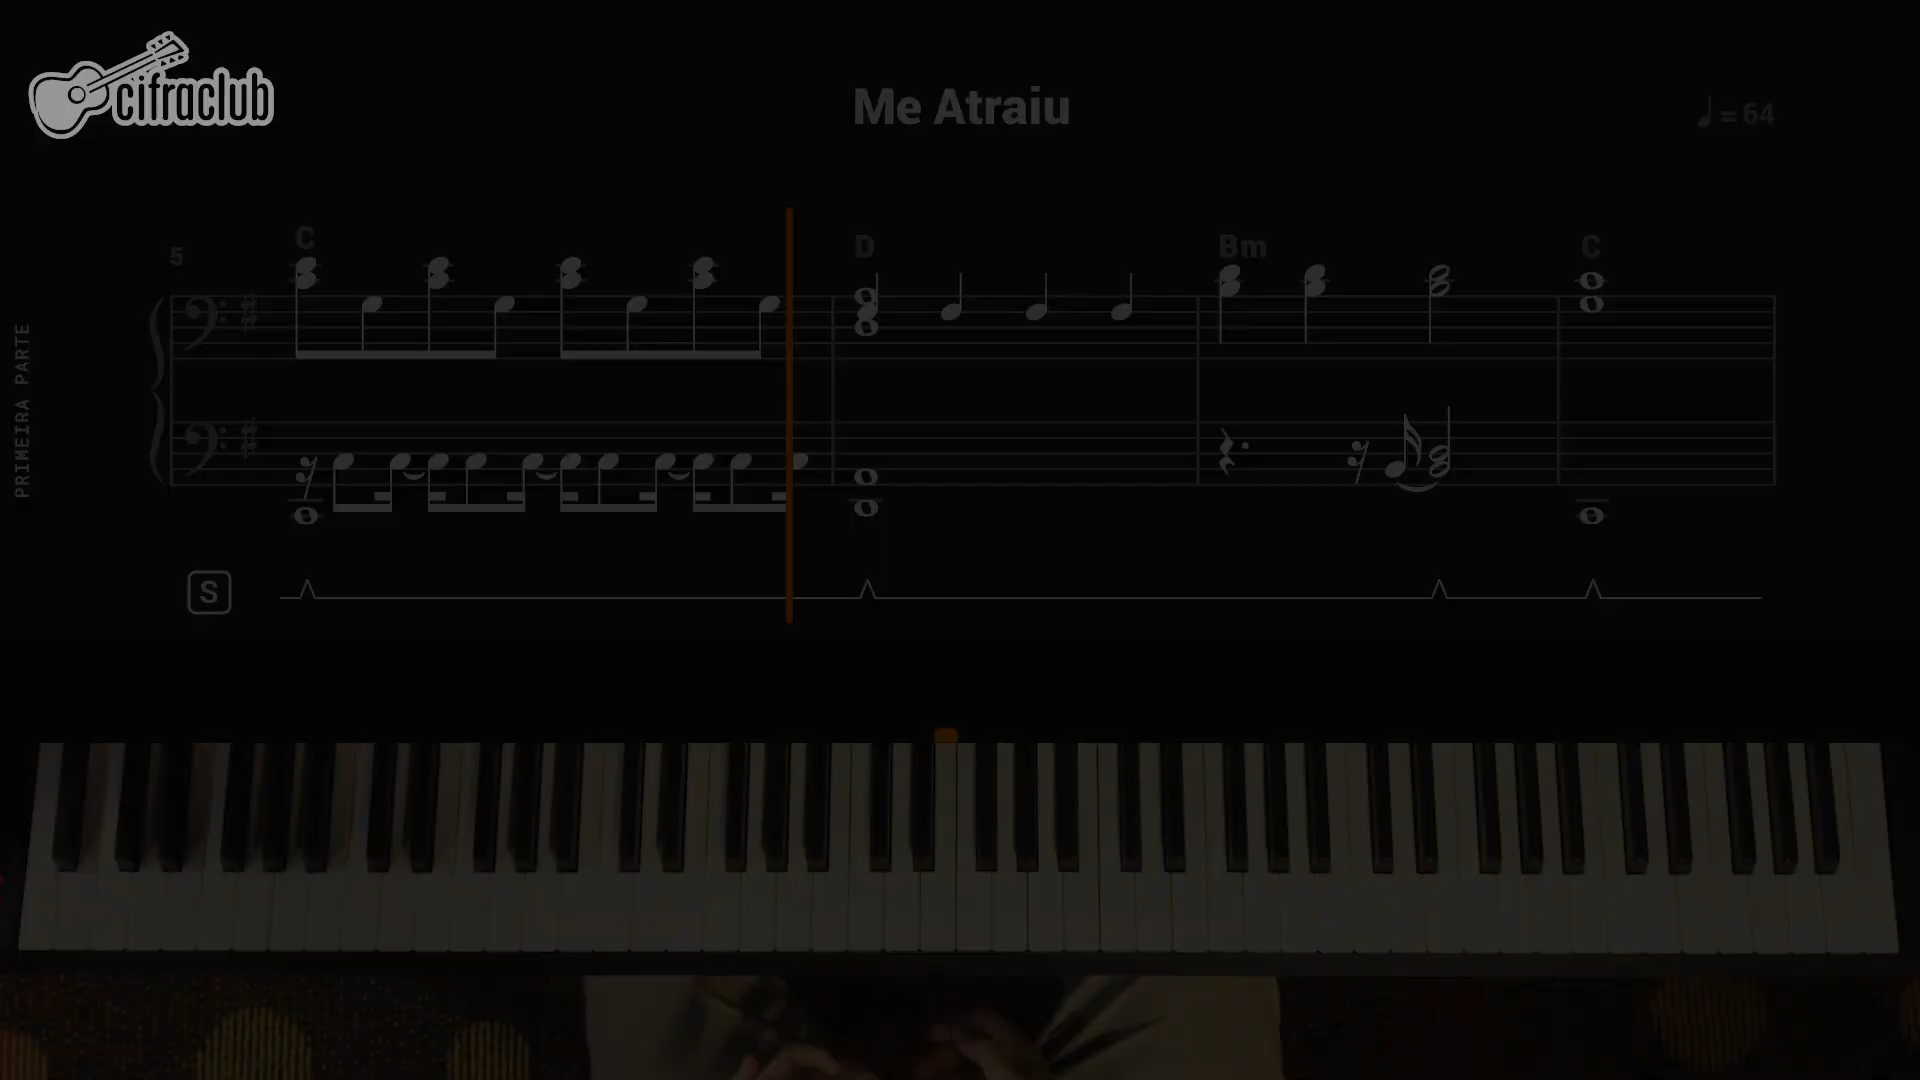 cifraclub
Me Atraiu
= 64
5
C
D
Bm
C
PRIMEIRA PARTE
S